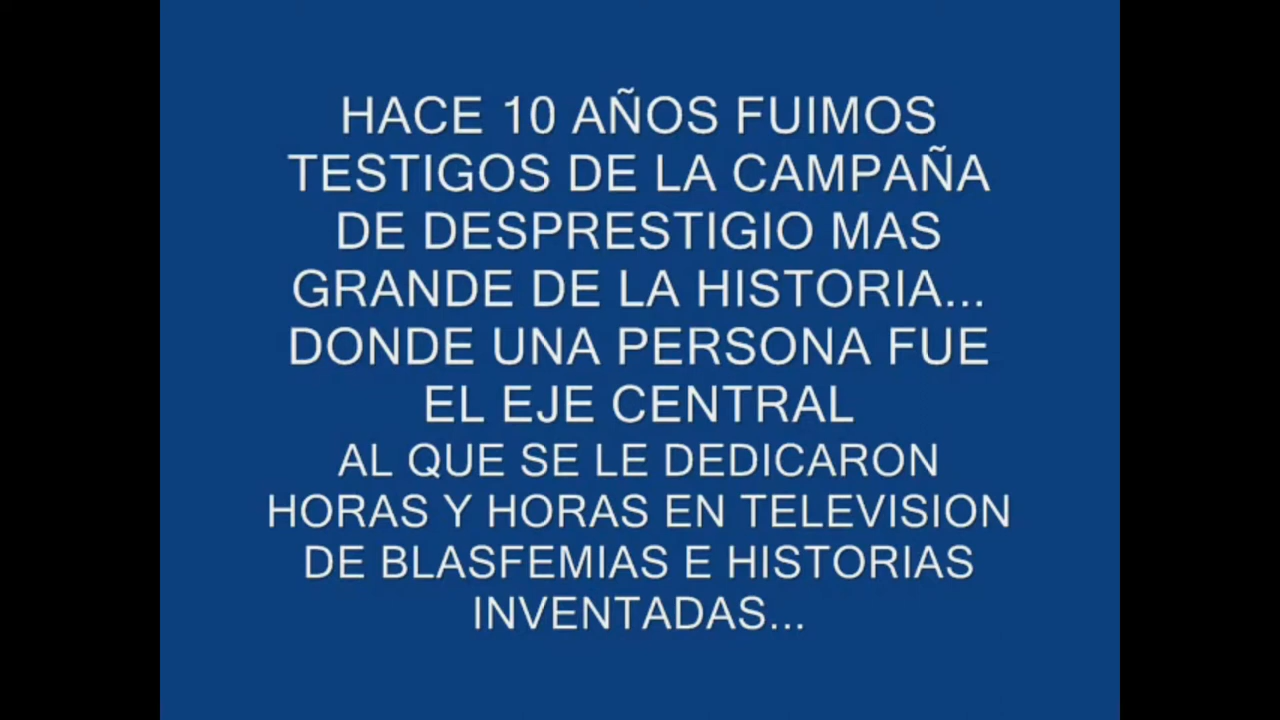 HACE 10 AÑOS FUIMOS
TESTIGOS DE LA CAMPAÑA
DE DESPRESTIGIO MAS
GRANDE DE LA HISTORIA...
DONDE UNA PERSONA FUE
EL EJE CENTRAL
AL QUE SE LE DEDICARON
HORAS Y HORAS EN TELEVISION
DE BLASFEMIAS E HISTORIAS
INVENTADAS...